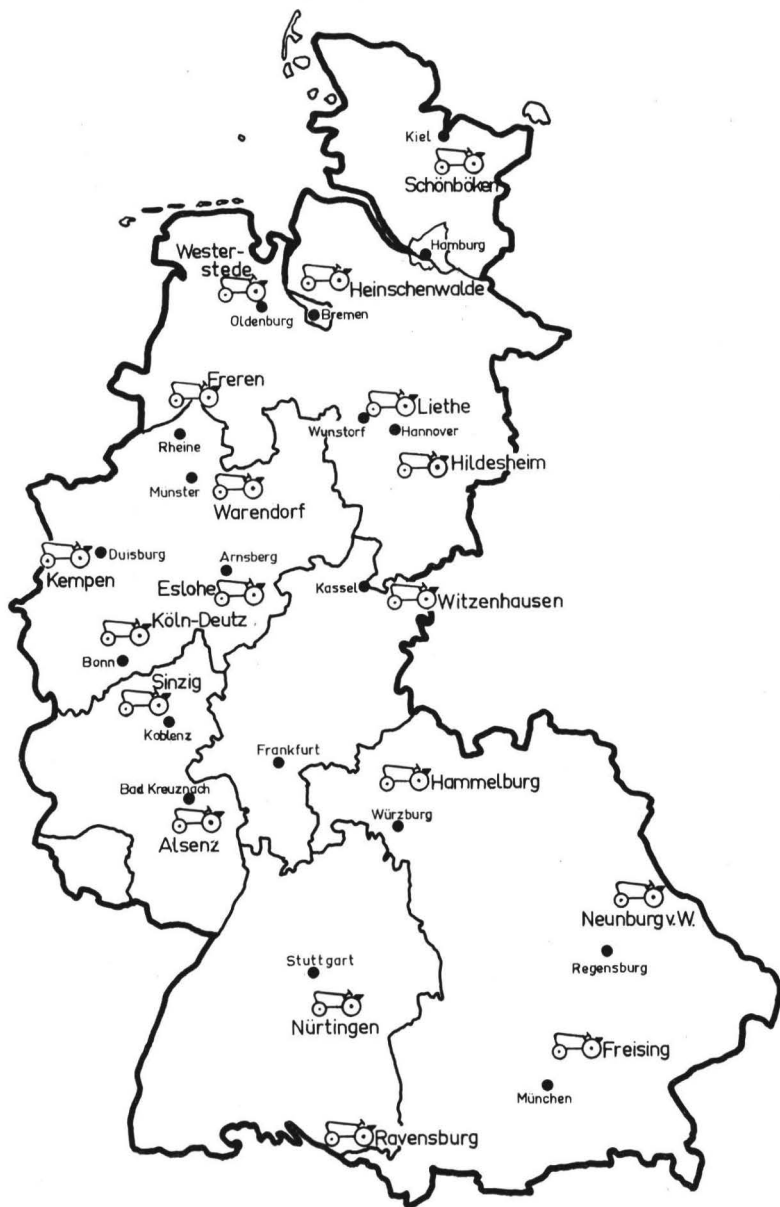 Kiel
Schönböken
Hamburg
Wester-
stede
Heinschenwalde
Oldenburg
Bremen
Freren
Liethe
Wunstorf
Hannover
Rheine
Hildesheim
Münster
Warendorf
Duisburg
Arnsberg
Kempen
Eslohe
Kassel
Witzenhausen
Köln-Deutz
Bonn
Sinzig
Koblenz
Frankfurt
Hammelburg
Bad Kreuznach
Würzburg
Alsenz
Neunburg v.W.
Stuttgart
Regensburg
Nürtingen
Freising
München
Ravensburg